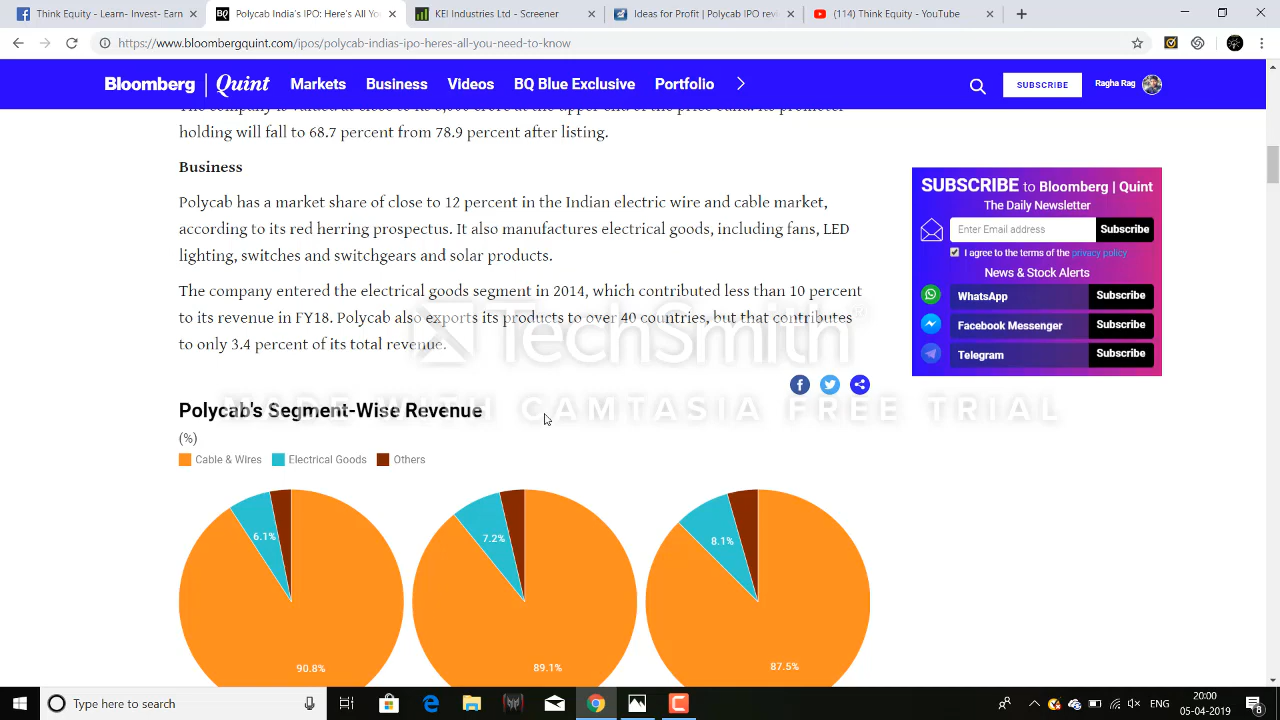 Think Equity - Invest- Earn
Polycab India's IPO: Here's All Yo
KEI Industries Ltd - Screener
Ideas for Profit | Polycab IPO revi
(114) Think Equity - YouTube
https://www.bloombergquint.com/ipos/polycab-indias-ipo-heres-all-you-need-to-know
Bloomberg | Quint
Markets
Business
Videos
BQ Blue Exclusive
Portfolio
SUBSCRIBE
Ragha Rag
holding will fall to 68.7 percent from 78.9 percent after listing.
Business
Polycab has a market share of close to 12 percent in the Indian electric wire and cable market,
according to its red herring prospectus. It also manufactures electrical goods, including fans, LED
lighting, switches and switchgears and solar products.
The company entered the electrical goods segment in 2014, which contributed less than 10 percent
to its revenue in FY18. Polycab also exports its products to over 40 countries, but that contributes
to only 3.4 percent of its total revenue.
TechSmith®
MADE WITH CAMTASIA FREE TRIAL
Polycab's Segment-Wise Revenue
(%)
Cable & Wires
Electrical Goods
Others
6.1%
7.2%
8.1%
90.8%
89.1%
87.5%
SUBSCRIBE to Bloomberg | Quint
The Daily Newsletter
Enter Email address
Subscribe
I agree to the terms of the privacy policy
News & Stock Alerts
WhatsApp
Subscribe
Facebook Messenger
Subscribe
Telegram
Subscribe
Type here to search
ENG
20:00
05-04-2019
8